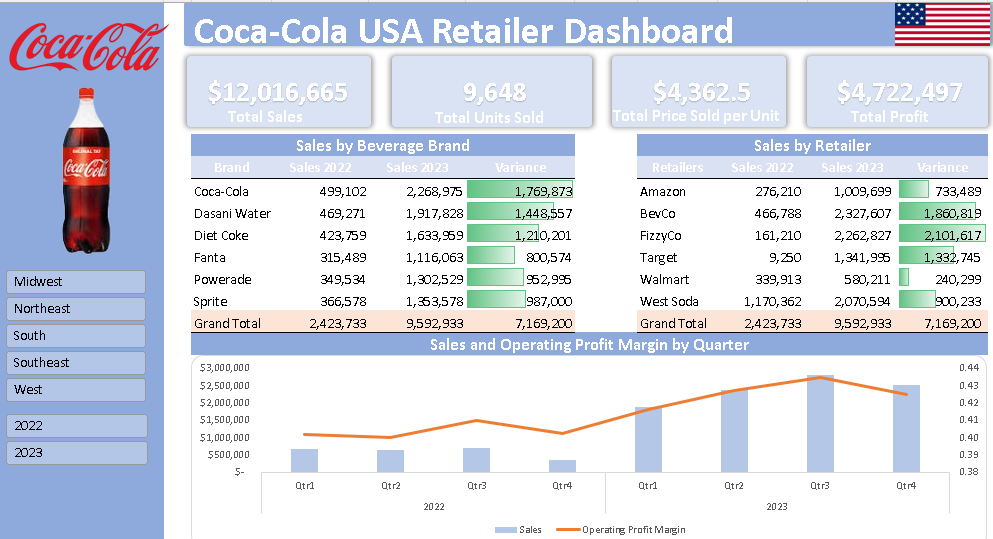 Coca-Cola
Coca-Cola USA Retailer Dashboard
$12,016,665
Total Sales
9,648
Total Units Sold
$4,362.5
Total Price Sold per Unit
$4,722,497
Total Profit
ORIGINAL TASTE
Coca-Cola
Midwest
Northeast
South
Southeast
West
2022
2023
Sales by Beverage Brand
Brand Sales 2022 Sales 2023 Variance
Coca-Cola 499,102 2,268,975 1,769,873
Dasani Water 469,271 1,917,828 1,448,557
Diet Coke 423,759 1,633,959 1,210,201
Fanta 315,489 1,116,063 800,574
Powerade 349,534 1,302,529 952,995
Sprite 366,578 1,353,578 987,000
Grand Total 2,423,733 9,592,933 7,169,200
Sales by Retailer
Retailers Sales 2022 Sales 2023 Variance
Amazon 276,210 1,009,699 733,489
BevCo 466,788 2,327,607 1,860,819
FizzyCo 161,210 2,262,827 2,101,617
Target 9,250 1,341,995 1,332,745
Walmart 339,913 580,211 240,299
West Soda 1,170,362 2,070,594 900,233
Grand Total 2,423,733 9,592,933 7,169,200
Sales and Operating Profit Margin by Quarter
$3,000,000
$2,500,000
$2,000,000
$1,500,000
$1,000,000
$500,000
$-
0.44
0.43
0.42
0.41
0.40
0.39
0.38
Qtr1 Qtr2 Qtr3 Qtr4 Qtr1 Qtr2 Qtr3 Qtr4
2022 2023
Sales Operating Profit Margin